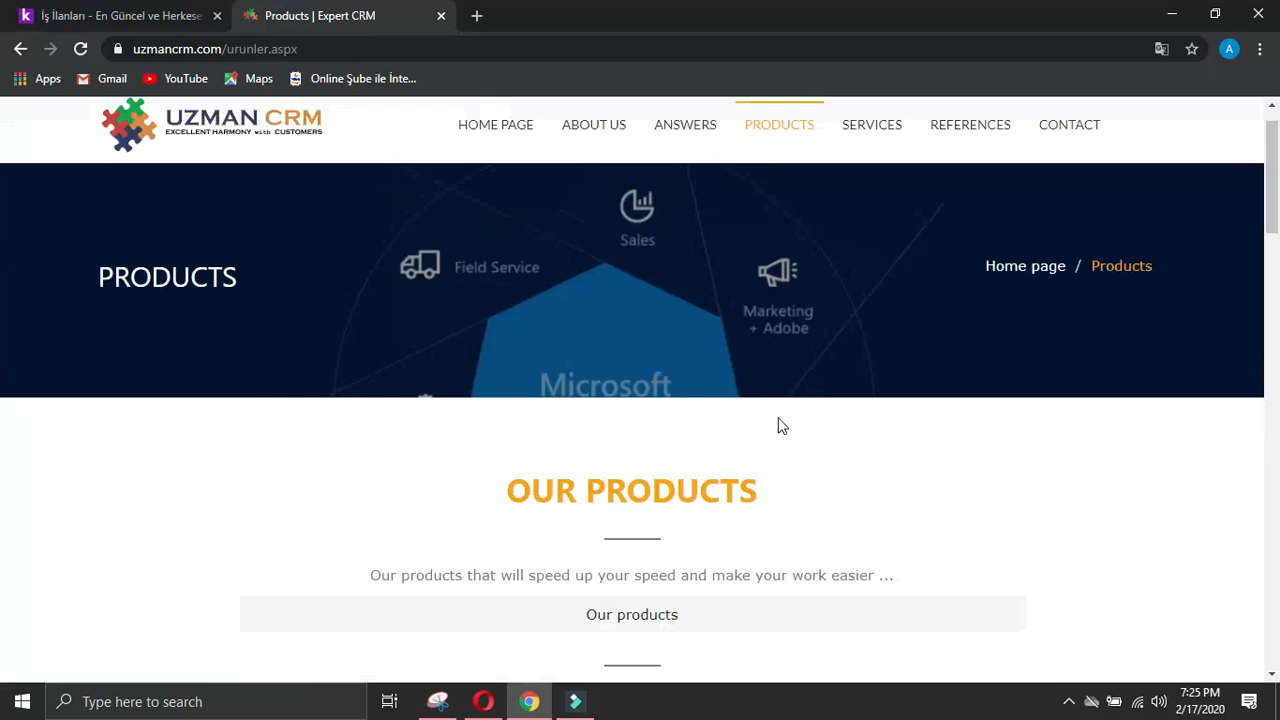 İş İlanları - En Güncel ve Herkese
Products | Expert CRM
uzmancrm.com/urunler.aspx
A
Apps
Gmail
YouTube
Maps
Online Şube ile İnte...
UZMAN CRM
EXCELLENT HARMONY with CUSTOMERS
HOME PAGE
ABOUT US
ANSWERS
PRODUCTS
SERVICES
REFERENCES
CONTACT
Sales
Field Service
Marketing
+ Adobe
Microsoft
PRODUCTS
Home page / Products
OUR PRODUCTS
Our products that will speed up your speed and make your work easier ...
Our products
Type here to search
7:25 PM
2/17/2020